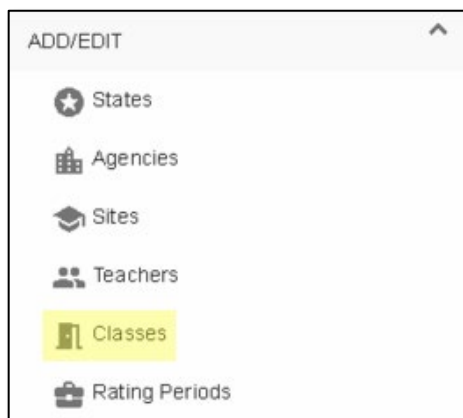 ADD/EDIT
States
Agencies
Sites
Teachers
Classes
Rating Periods